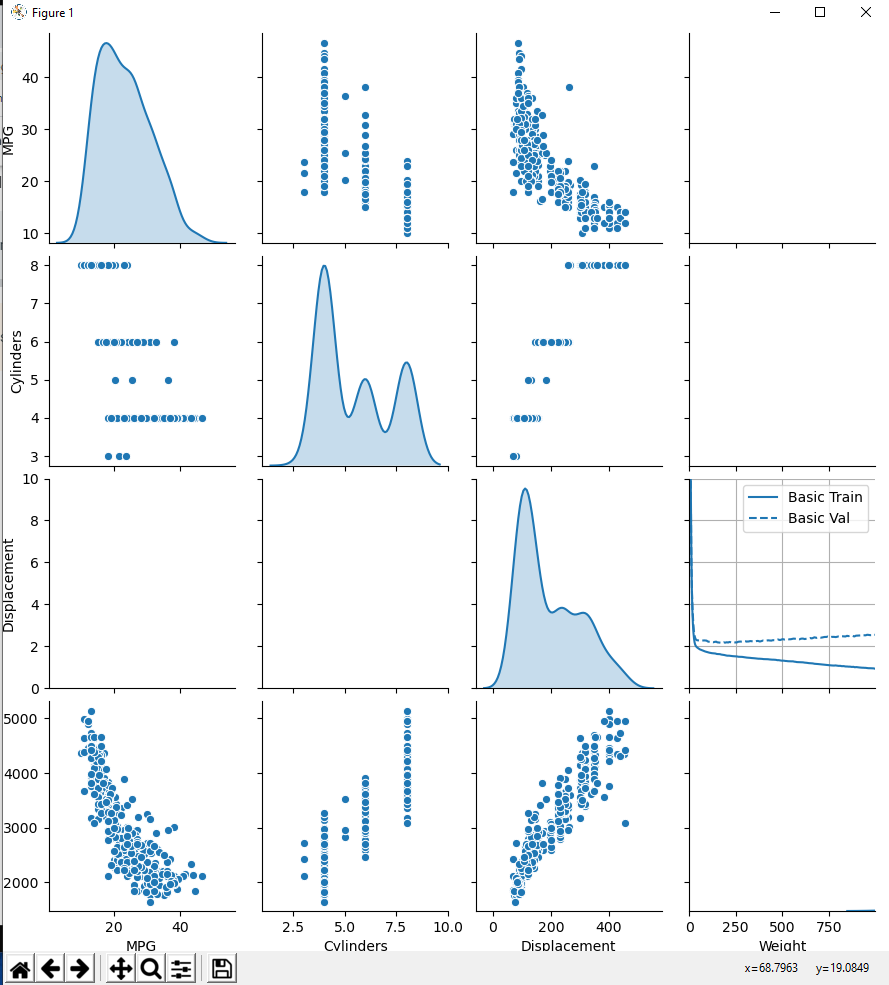 Figure 1
40
30
20
10
MPG
8
7
6
5
4
3
Cylinders
10
8
6
4
2
0
Displacement
Basic Train
Basic Val
5000
4000
3000
2000
20 40
2.5 5.0 7.5 10.0
0 200 400
0 250 500 750
MPG Cylinders Displacement Weight
x=68.7963 y=19.0849